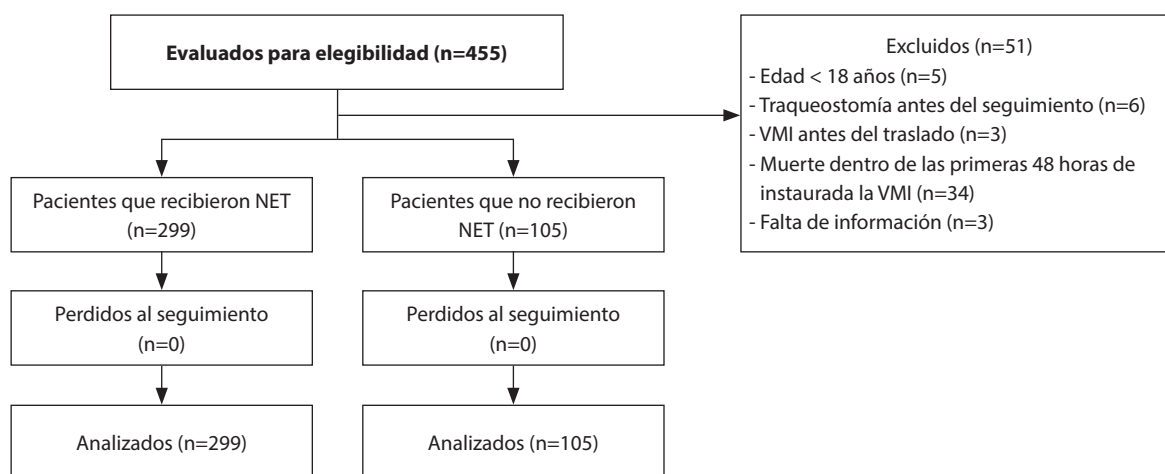 Evaluados para elegibilidad (n=455)
Excluidos (n=51)
- Edad < 18 años (n=5)
- Traqueostomía antes del seguimiento (n=6)
- VMI antes del traslado (n=3)
- Muerte dentro de las primeras 48 horas de
instaurada la VMI (n=34)
- Falta de información (n=3)
Pacientes que recibieron NET
(n=299)
Pacientes que no recibieron
NET (n=105)
Perdidos al seguimiento
(n=0)
Perdidos al seguimiento
(n=0)
Analizados (n=299)
Analizados (n=105)